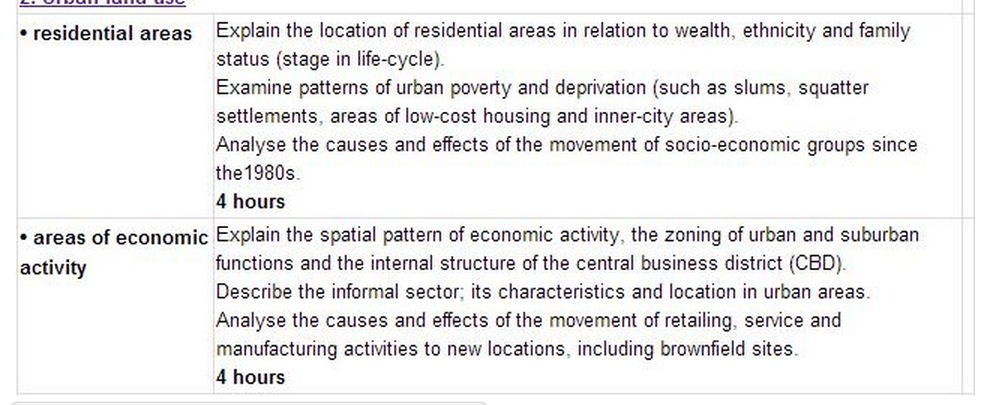 2. Urban land use
• residential areas
Explain the location of residential areas in relation to wealth, ethnicity and family
status (stage in life-cycle).
Examine patterns of urban poverty and deprivation (such as slums, squatter
settlements, areas of low-cost housing and inner-city areas).
Analyse the causes and effects of the movement of socio-economic groups since
the1980s.
4 hours
• areas of economic
activity
Explain the spatial pattern of economic activity, the zoning of urban and suburban
functions and the internal structure of the central business district (CBD).
Describe the informal sector; its characteristics and location in urban areas.
Analyse the causes and effects of the movement of retailing, service and
manufacturing activities to new locations, including brownfield sites.
4 hours